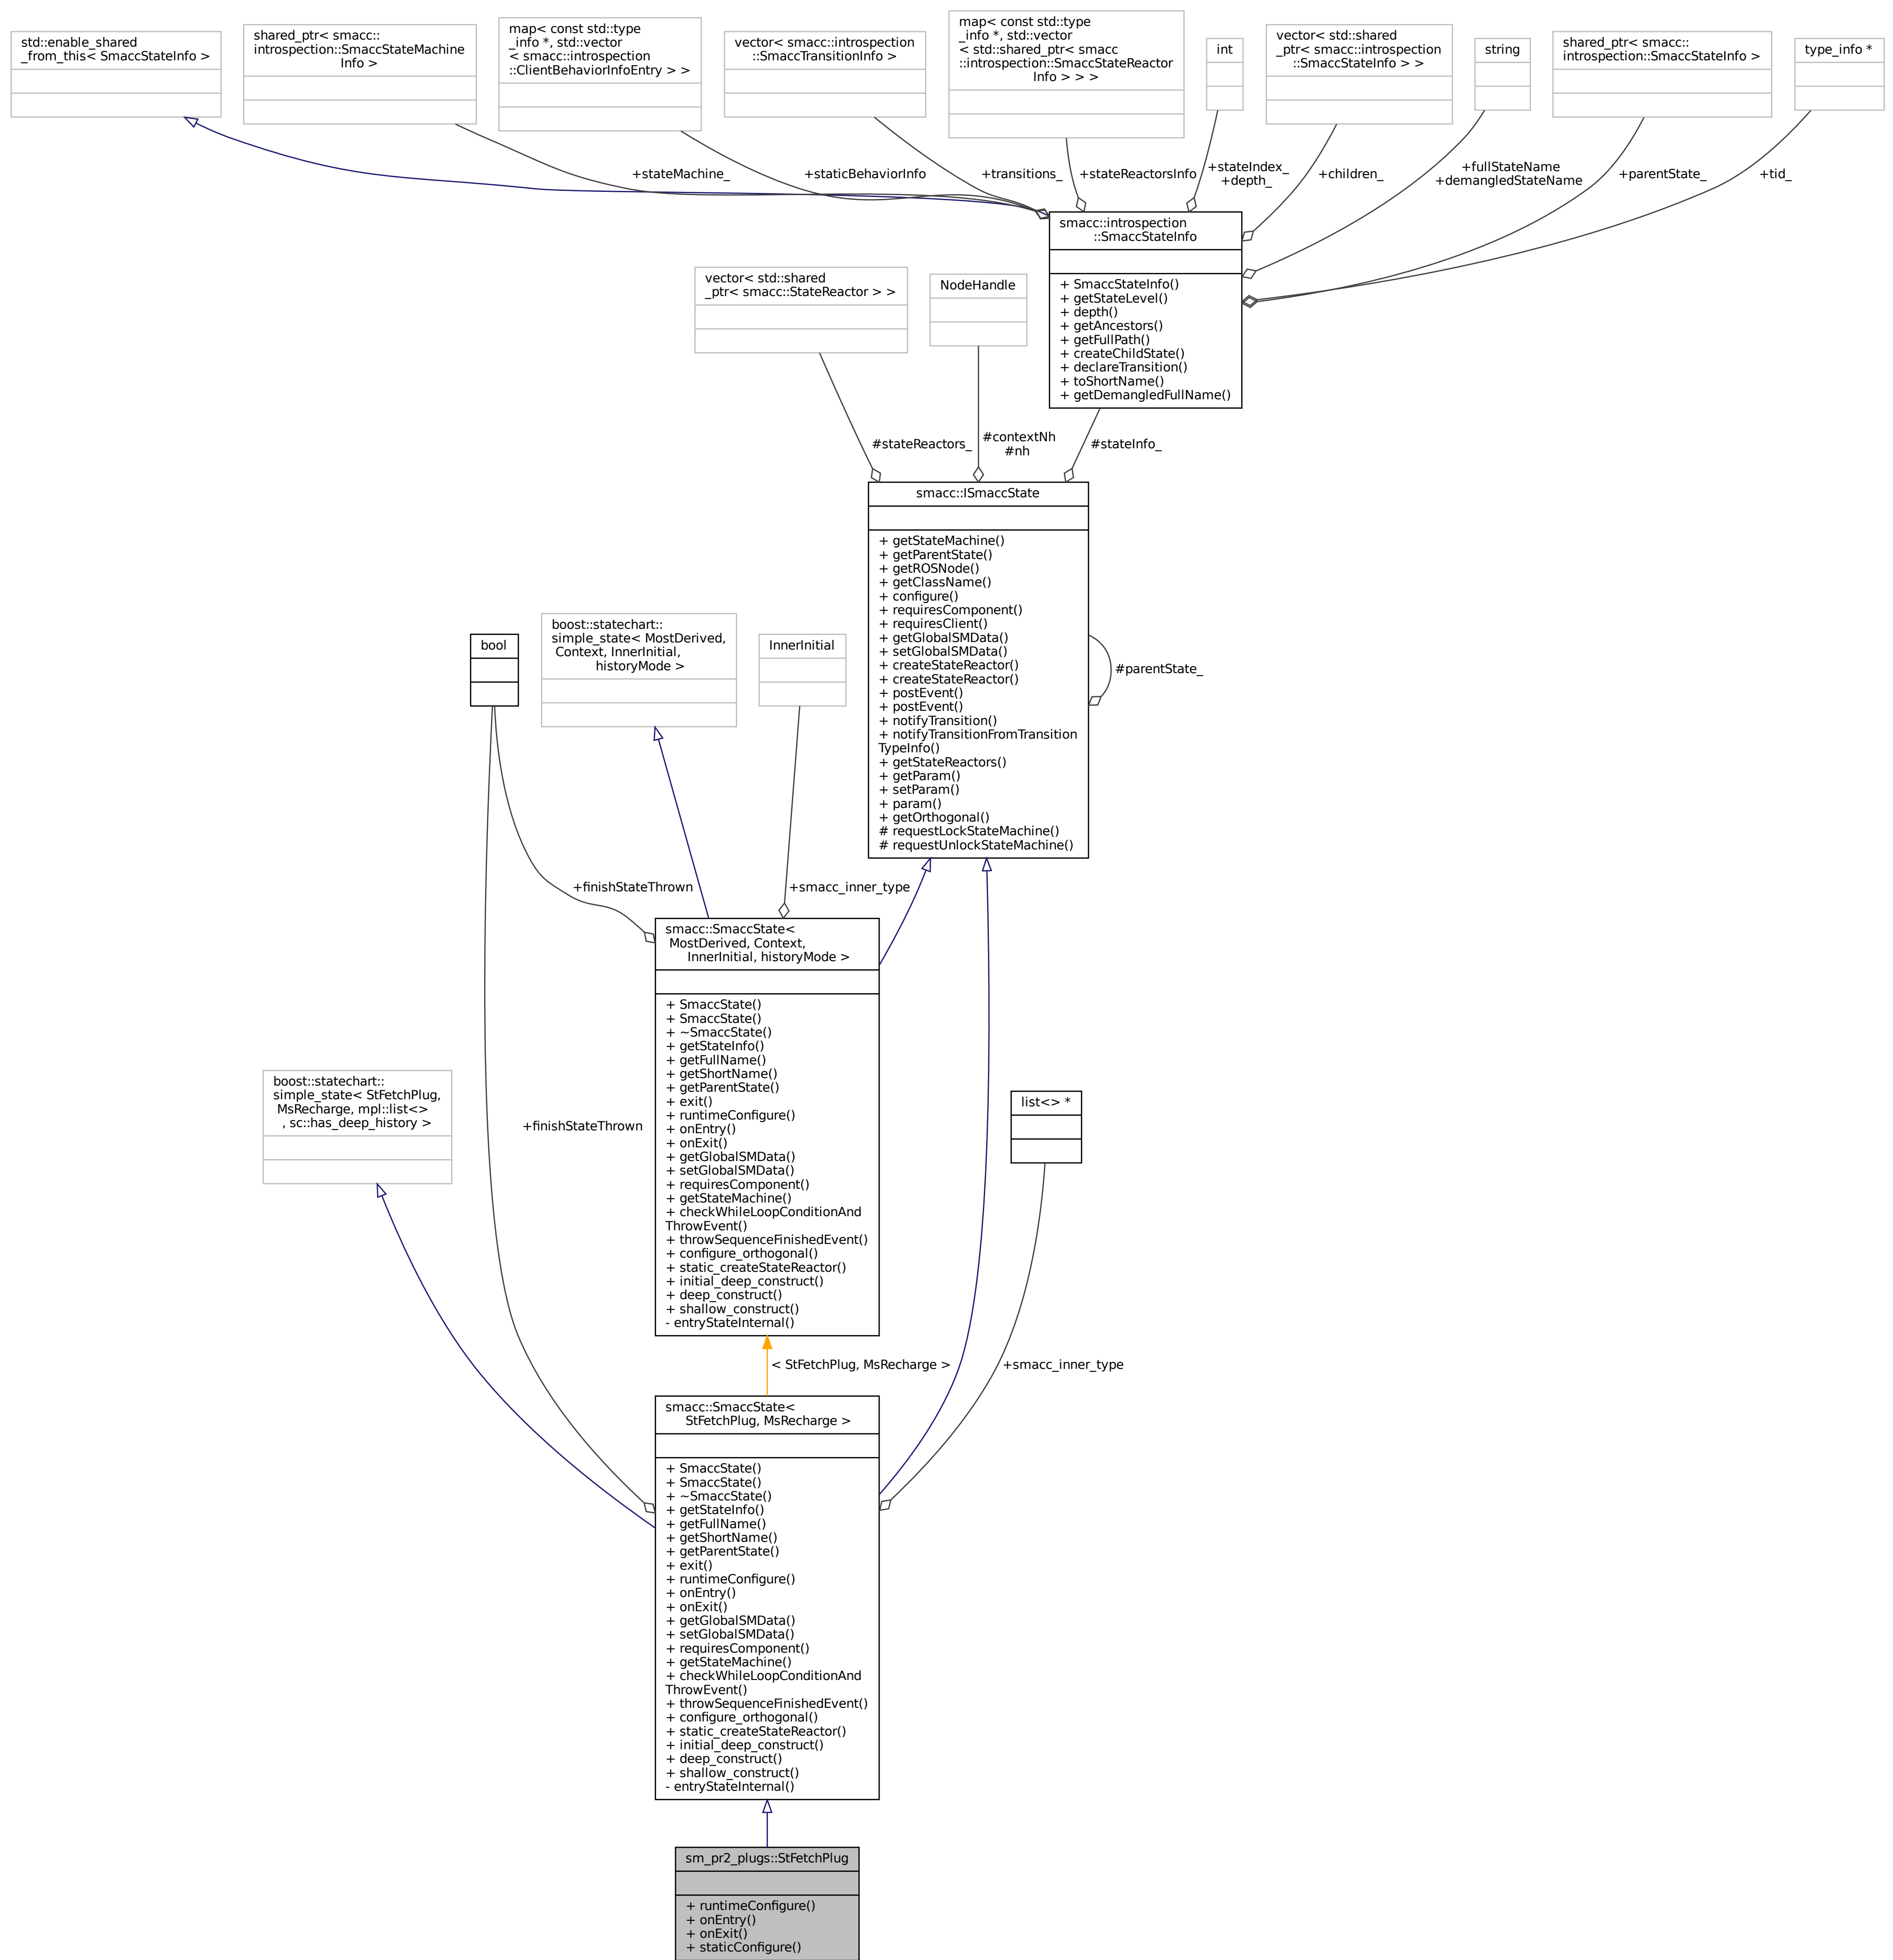 std::enable_shared
_from_this< SmaccStateInfo >
shared_ptr< smacc::
introspection::SmaccStateMachine
Info >
map< const std::type
_info *, std::vector
< smacc::introspection
::ClientBehaviorInfoEntry > >
vector< smacc::introspection
::SmaccTransitionInfo >
map< const std::type
_info *, std::vector
< std::shared_ptr< smacc
::introspection::SmaccStateReactor
Info > > >
int
vector< std::shared
_ptr< smacc::introspection
::SmaccStateInfo > >
string
shared_ptr< smacc::
introspection::SmaccStateInfo >
type_info *
+stateMachine_
+staticBehaviorInfo
+transitions_
+stateReactorsInfo
+stateIndex_
+depth_
+children_
+fullStateName
+demangledStateName
+parentState_
+tid_
smacc::introspection
::SmaccStateInfo
+ SmaccStateInfo()
+ getStateLevel()
+ depth()
+ getAncestors()
+ getFullPath()
+ createChildState()
+ declareTransition()
+ toShortName()
+ getDemangledFullName()
vector< std::shared
_ptr< smacc::StateReactor > >
NodeHandle
#stateReactors_
#contextNh
#nh
#stateInfo_
smacc::ISmaccState
+ getStateMachine()
+ getParentState()
+ getROSNode()
+ getClassName()
+ configure()
+ requiresComponent()
+ requiresClient()
+ getGlobalSMData()
+ setGlobalSMData()
+ createStateReactor()
+ createStateReactor()
+ postEvent()
+ postEvent()
+ notifyTransition()
+ notifyTransitionFromTransition
TypeInfo()
+ getStateReactors()
+ getParam()
+ setParam()
+ param()
+ getOrthogonal()
# requestLockStateMachine()
# requestUnlockStateMachine()
#parentState_
bool
boost::statechart::
simple_state< MostDerived,
Context, InnerInitial,
historyMode >
InnerInitial
+finishStateThrown
+smacc_inner_type
smacc::SmaccState<
MostDerived, Context,
InnerInitial, historyMode >
+ SmaccState()
+ SmaccState()
+ ~SmaccState()
+ getStateInfo()
+ getFullName()
+ getShortName()
+ getParentState()
+ exit()
+ runtimeConfigure()
+ onEntry()
+ onExit()
+ getGlobalSMData()
+ setGlobalSMData()
+ requiresComponent()
+ getStateMachine()
+ checkWhileLoopConditionAnd
ThrowEvent()
+ throwSequenceFinishedEvent()
+ configure_orthogonal()
+ static_createStateReactor()
+ initial_deep_construct()
+ deep_construct()
+ shallow_construct()
- entryStateInternal()
boost::statechart::
simple_state< StFetchPlug,
MsRecharge, mpl::list<>
, sc::has_deep_history >
+finishStateThrown
list<> *
< StFetchPlug, MsRecharge >
+smacc_inner_type
smacc::SmaccState<
StFetchPlug, MsRecharge >
+ SmaccState()
+ SmaccState()
+ ~SmaccState()
+ getStateInfo()
+ getFullName()
+ getShortName()
+ getParentState()
+ exit()
+ runtimeConfigure()
+ onEntry()
+ onExit()
+ getGlobalSMData()
+ setGlobalSMData()
+ requiresComponent()
+ getStateMachine()
+ checkWhileLoopConditionAnd
ThrowEvent()
+ throwSequenceFinishedEvent()
+ configure_orthogonal()
+ static_createStateReactor()
+ initial_deep_construct()
+ deep_construct()
+ shallow_construct()
- entryStateInternal()
sm_pr2_plugs::StFetchPlug
+ runtimeConfigure()
+ onEntry()
+ onExit()
+ staticConfigure()